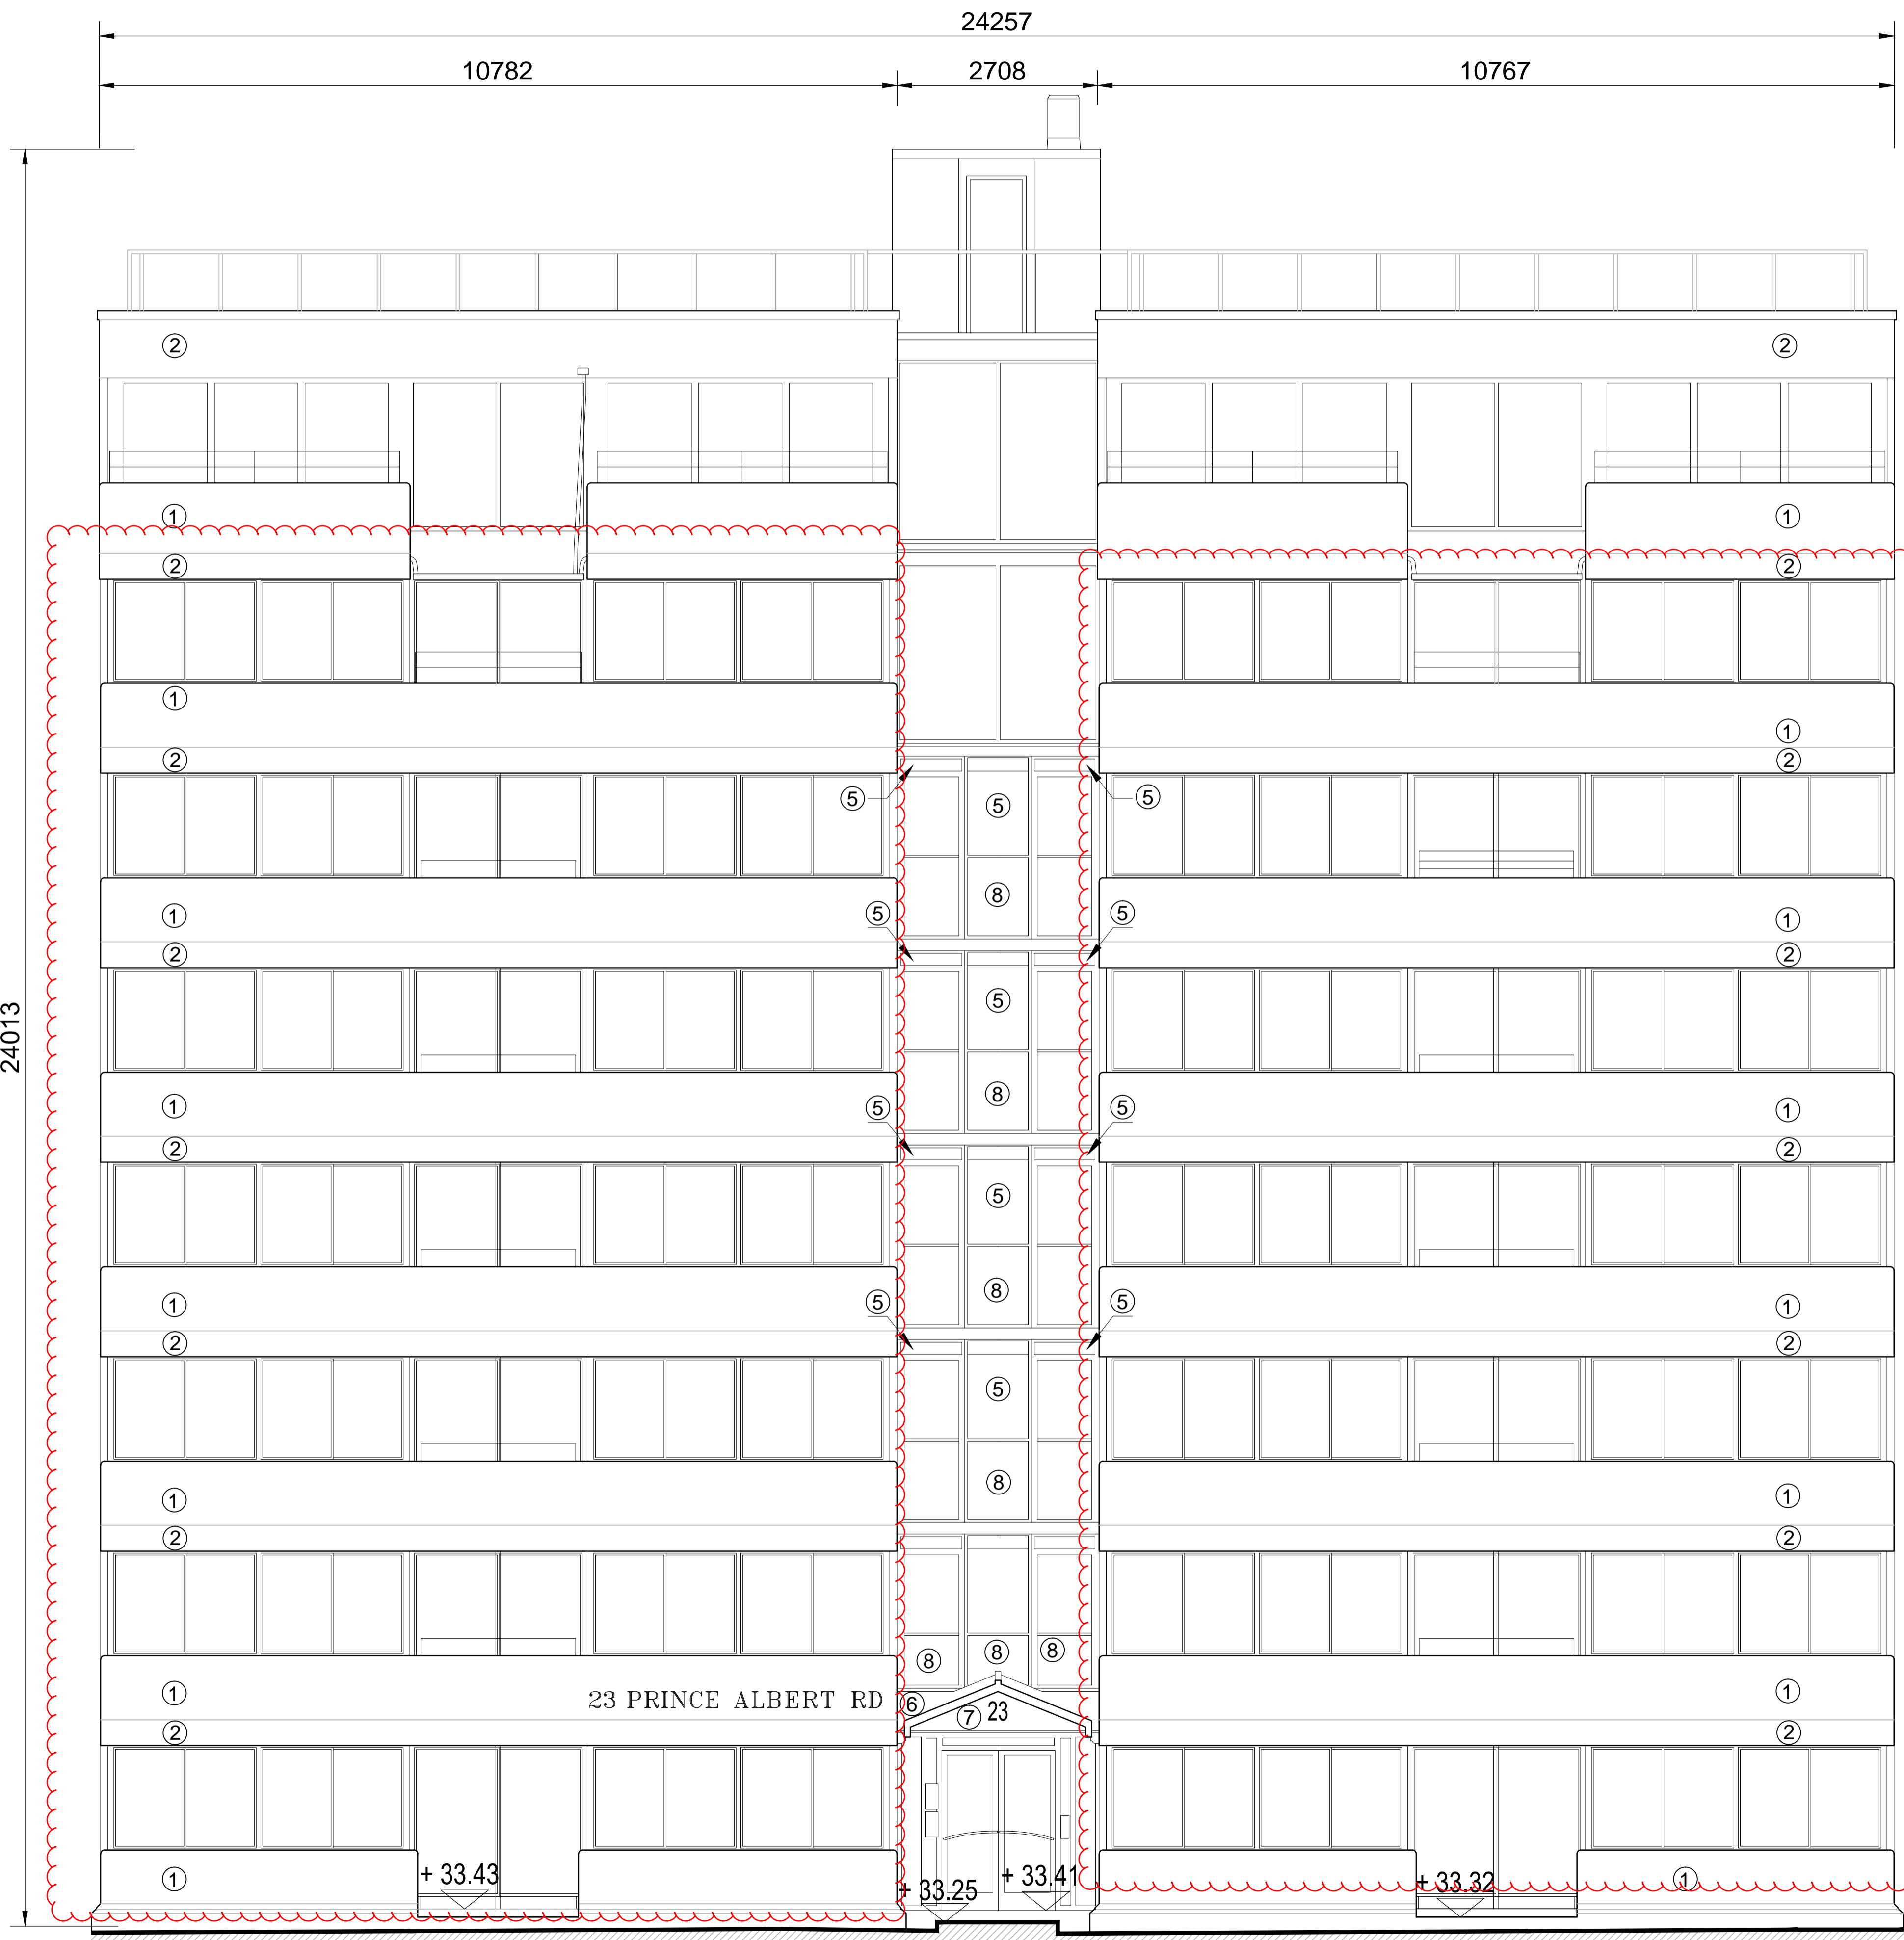 24257
10782 2708 10767
24013
② ②
① ①
② ②
① ①
② ②
⑤ ⑤ ⑤
⑧
① ⑤ ⑤ ①
② ②
⑤
⑧
① ⑤ ⑤ ①
② ②
⑤
⑧
① ⑤ ⑤ ①
② ②
⑤
⑧
① ①
② ②
⑧ ⑧ ⑧
① 23 PRINCE ALBERT RD ⑥ ⑦ 23 ①
② ②
① + 33.43 + 33.25 + 33.41 + 33.32 ①